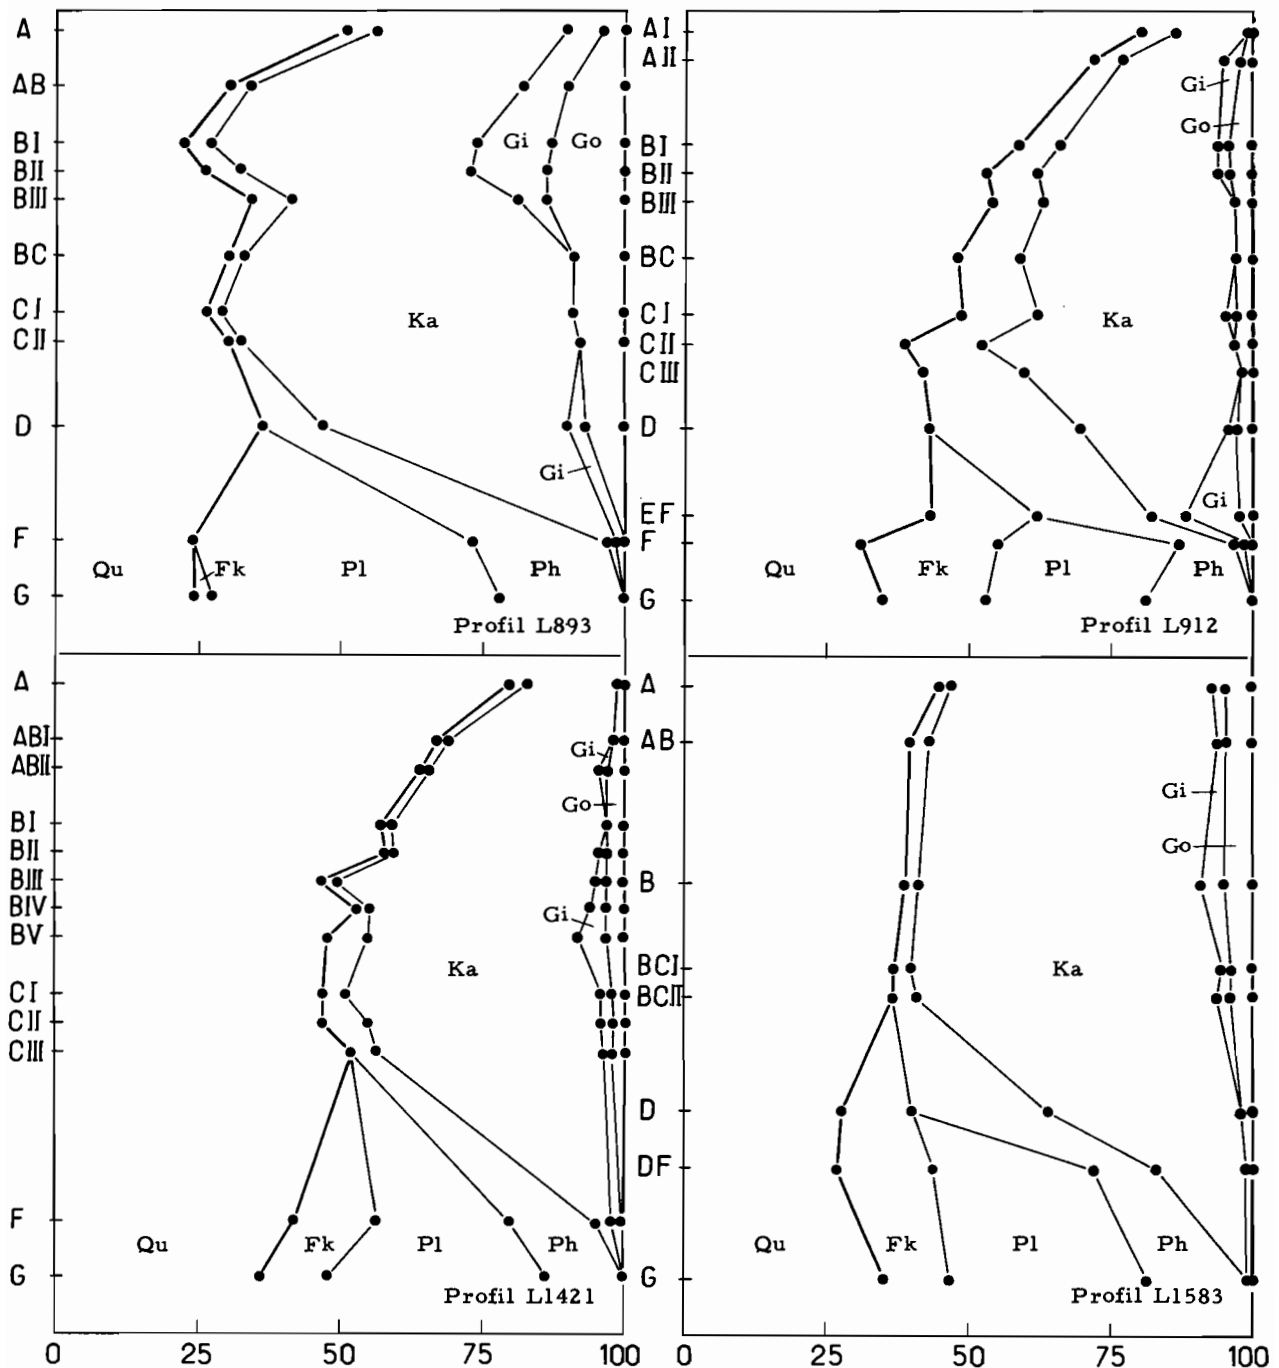 A
AB
BI
BII
BIII
BC
CI
CII
D
F
G
Gi
Go
Ka
Gi
Qu
Fk
Pl
Ph
Profil L893
AI
AII
BI
BII
BIII
BC
CI
CII
CIII
D
EF
F
G
Gi
Go
Ka
Gi
Qu
Fk
Pl
Ph
Profil L912
A
ABI
ABII
BI
BII
BIII
BIV
BV
CI
CII
CIII
F
G
Gi
Go
Gi
Ka
Qu
Fk
Pl
Ph
Profil L1421
0 25 50 75 100
A
AB
B
BCI
BCII
D
DF
G
Gi
Go
Ka
Qu
Fk
Pl
Ph
Profil L1583
0 25 50 75 100